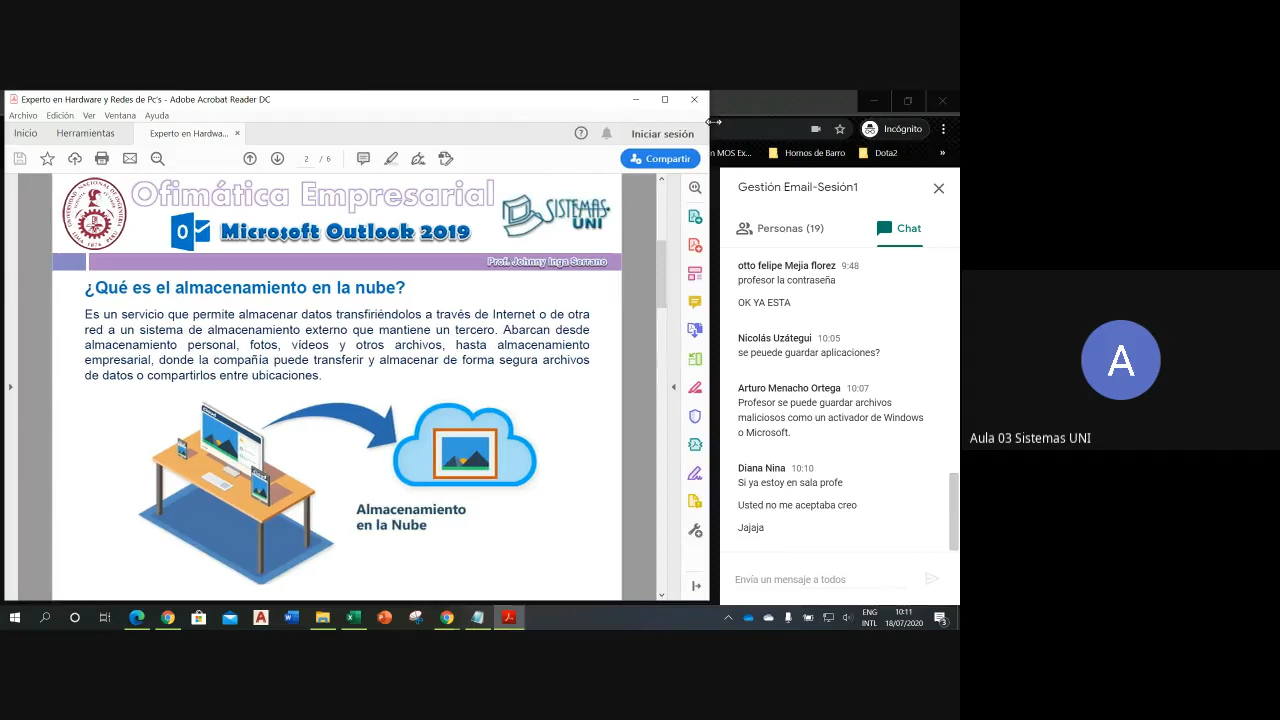 Experto en Hardware y Redes de Pc's - Adobe Acrobat Reader DC
Archivo Edición Ver Ventana Ayuda
Inicio Herramientas Experto en Hardwa... × Iniciar sesión
2 / 6 Compartir
Ofimática Empresarial
Microsoft Outlook 2019
SISTEMAS
UNI
Prof. Johnny Inga Serrano
¿Qué es el almacenamiento en la nube?
Es un servicio que permite almacenar datos transfiriéndolos a través de Internet o de otra
red a un sistema de almacenamiento externo que mantiene un tercero. Abarcan desde
almacenamiento personal, fotos, vídeos y otros archivos, hasta almacenamiento
empresarial, donde la compañía puede transferir y almacenar de forma segura archivos
de datos o compartirlos entre ubicaciones.
Almacenamiento
en la Nube
Incógnito
MOS Ex... Hornos de Barro Dota2 »
Gestión Email-Sesión1
Personas (19) Chat
otto felipe Mejia florez 9:48
profesor la contraseña
OK YA ESTA
Nicolás Uzátegui 10:05
se peuede guardar aplicaciones?
Arturo Menacho Ortega 10:07
Profesor se puede guardar archivos
maliciosos como un activador de Windows
o Microsoft.
Diana Nina 10:10
Si ya estoy en sala profe
Usted no me aceptaba creo
Jajaja
Envía un mensaje a todos
ENG 10:11
INTL 18/07/2020
A
Aula 03 Sistemas UNI